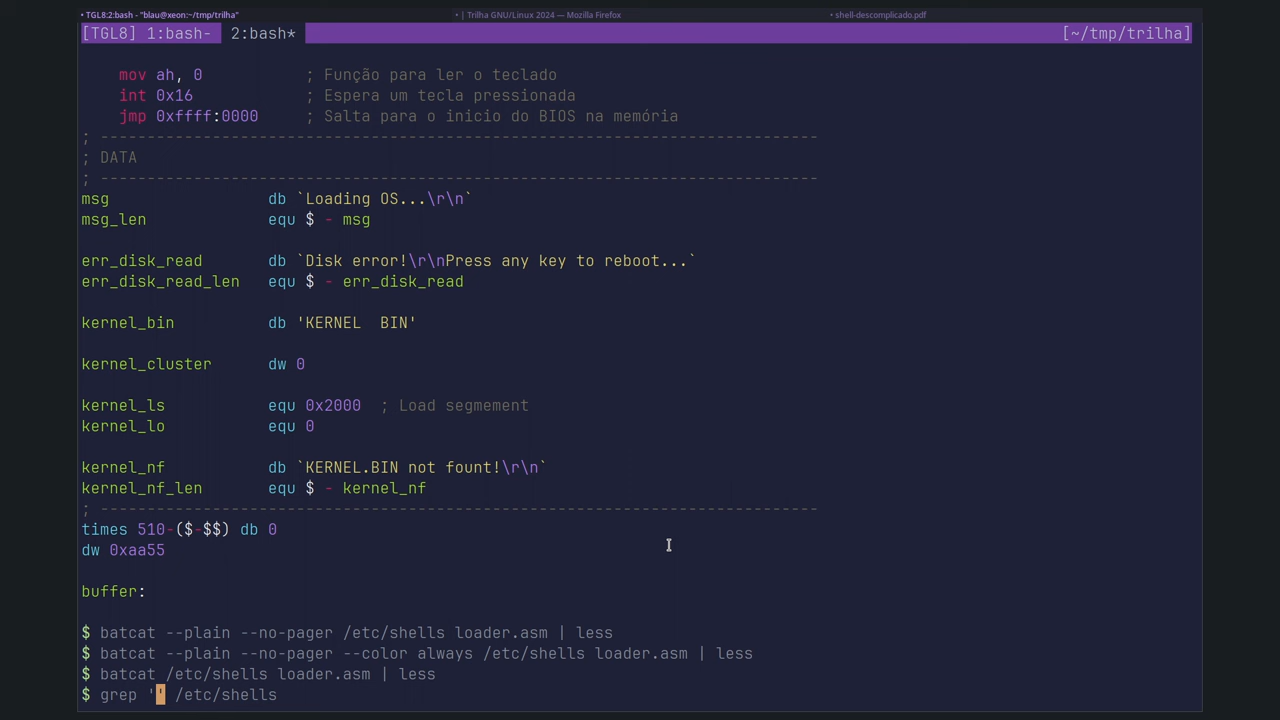 • TGL8:2:bash - "blau@xeon:~/tmp/trilha"
• | Trilha GNU/Linux 2024 — Mozilla Firefox
• shell-descomplicado.pdf
[TGL8] 1:bash- 2:bash* [~/tmp/trilha]
mov ah, 0 ; Função para ler o teclado
int 0x16 ; Espera um tecla pressionada
jmp 0xffff:0000 ; Salta para o inicio do BIOS na memória
; ------------------------------------------------------------------------------
; DATA
; ------------------------------------------------------------------------------
msg db `Loading OS...\r\n`
msg_len equ $ - msg
err_disk_read db `Disk error!\r\nPress any key to reboot...`
err_disk_read_len equ $ - err_disk_read
kernel_bin db 'KERNEL  BIN'
kernel_cluster dw 0
kernel_ls equ 0x2000 ; Load segmement
kernel_lo equ 0
kernel_nf db `KERNEL.BIN not fount!\r\n`
kernel_nf_len equ $ - kernel_nf
; ------------------------------------------------------------------------------
times 510-($-$$) db 0
dw 0xaa55
buffer:
$ batcat --plain --no-pager /etc/shells loader.asm | less
$ batcat --plain --no-pager --color always /etc/shells loader.asm | less
$ batcat /etc/shells loader.asm | less
$ grep '' /etc/shells